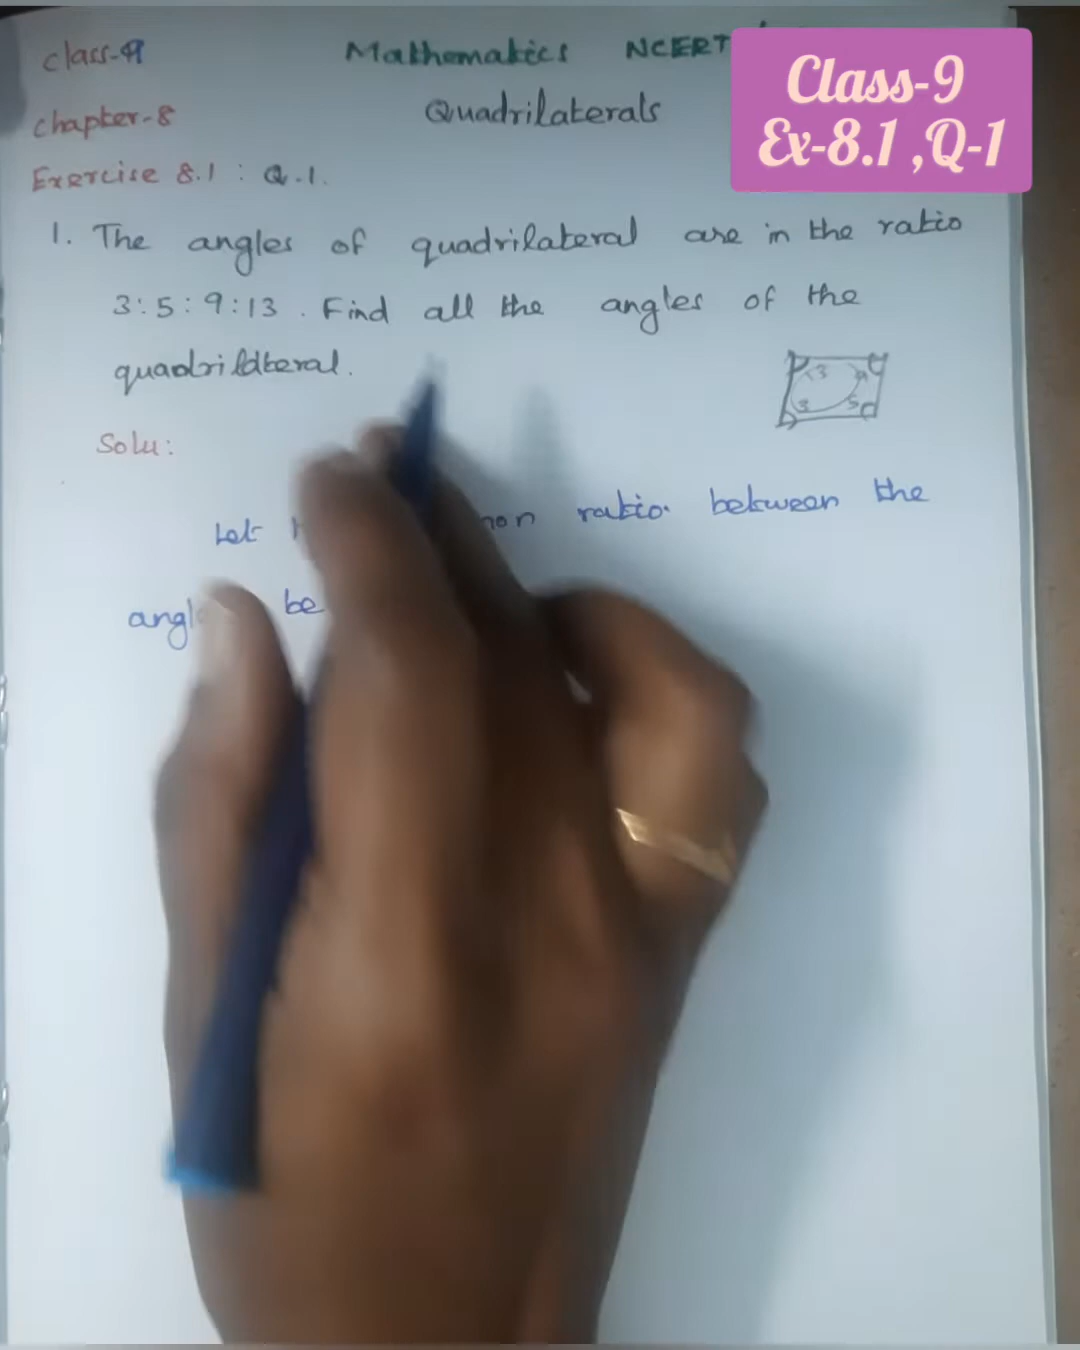 class-9
Mathematics NCERT
Class-9
Ex-8.1 ,Q-1
chapter-8
Quadrilaterals
Exercise 8.1 : Q.1.
1. The angles of quadrilateral are in the ratio
3:5:9:13. Find all the angles of the
quadrilateral.
Solu:
Let ratio between the
be